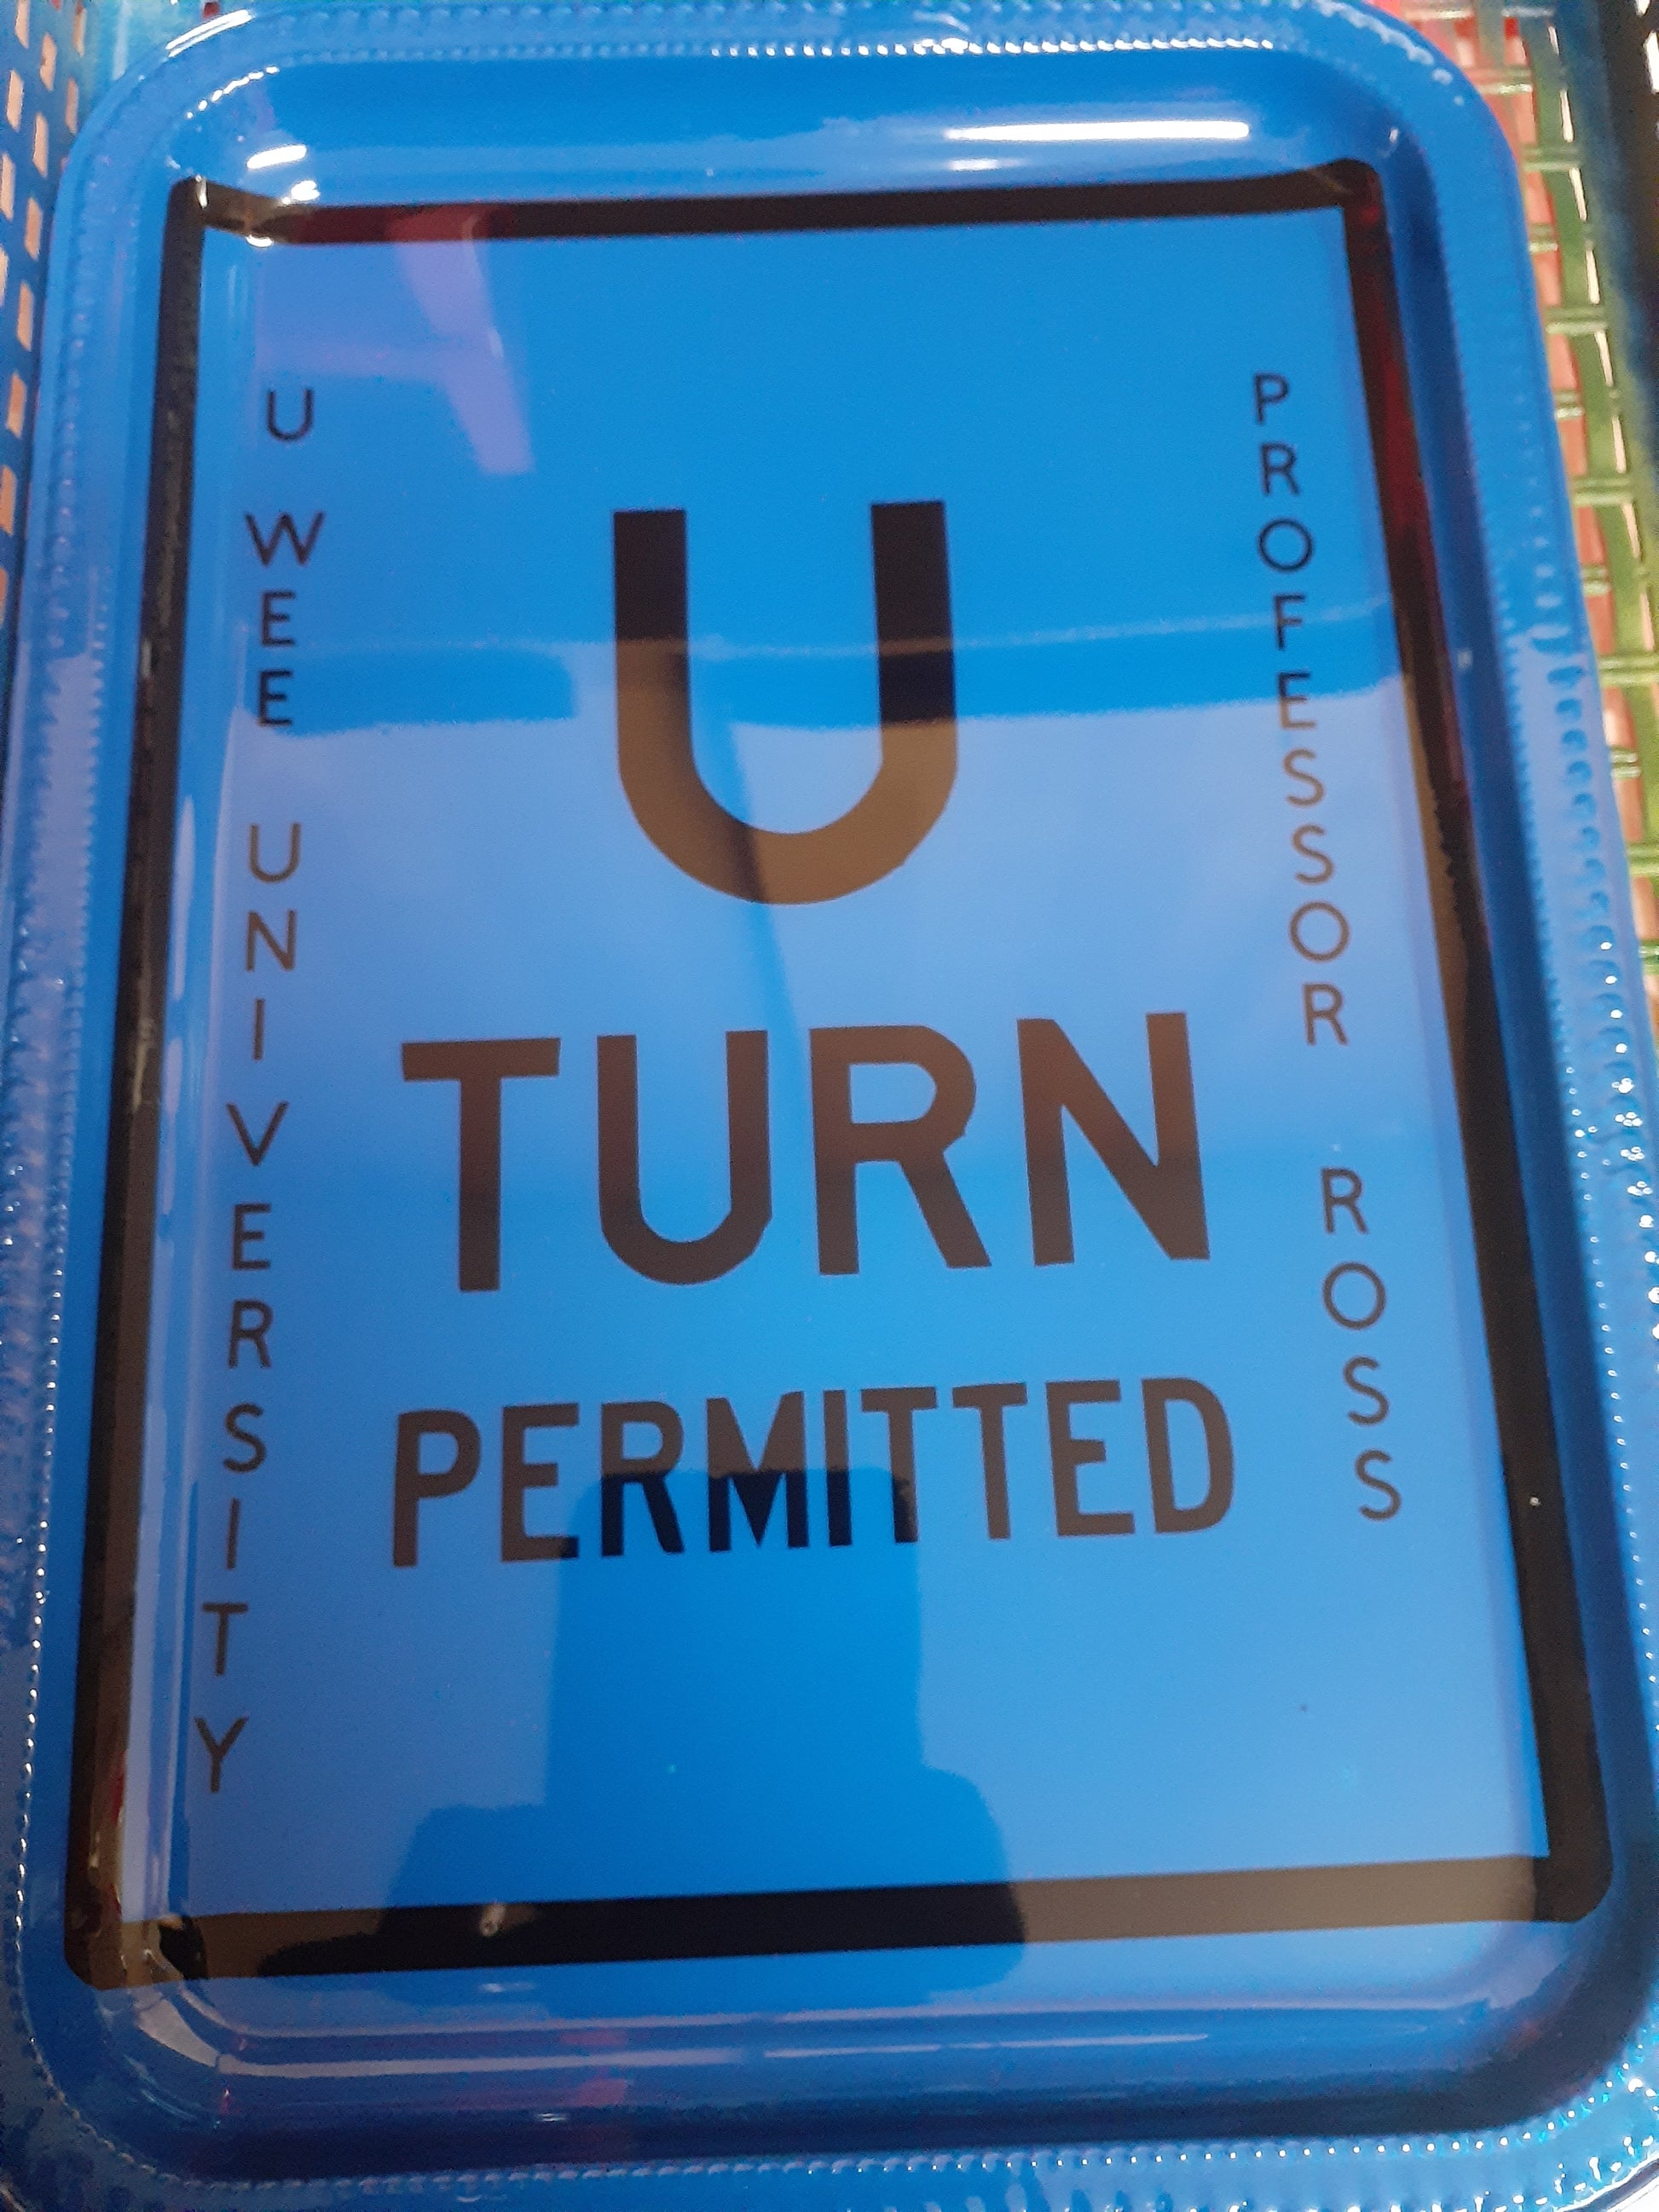 U WEE UNIVERSITY
U
TURN
PERMITTED
PROFESSOR ROSS